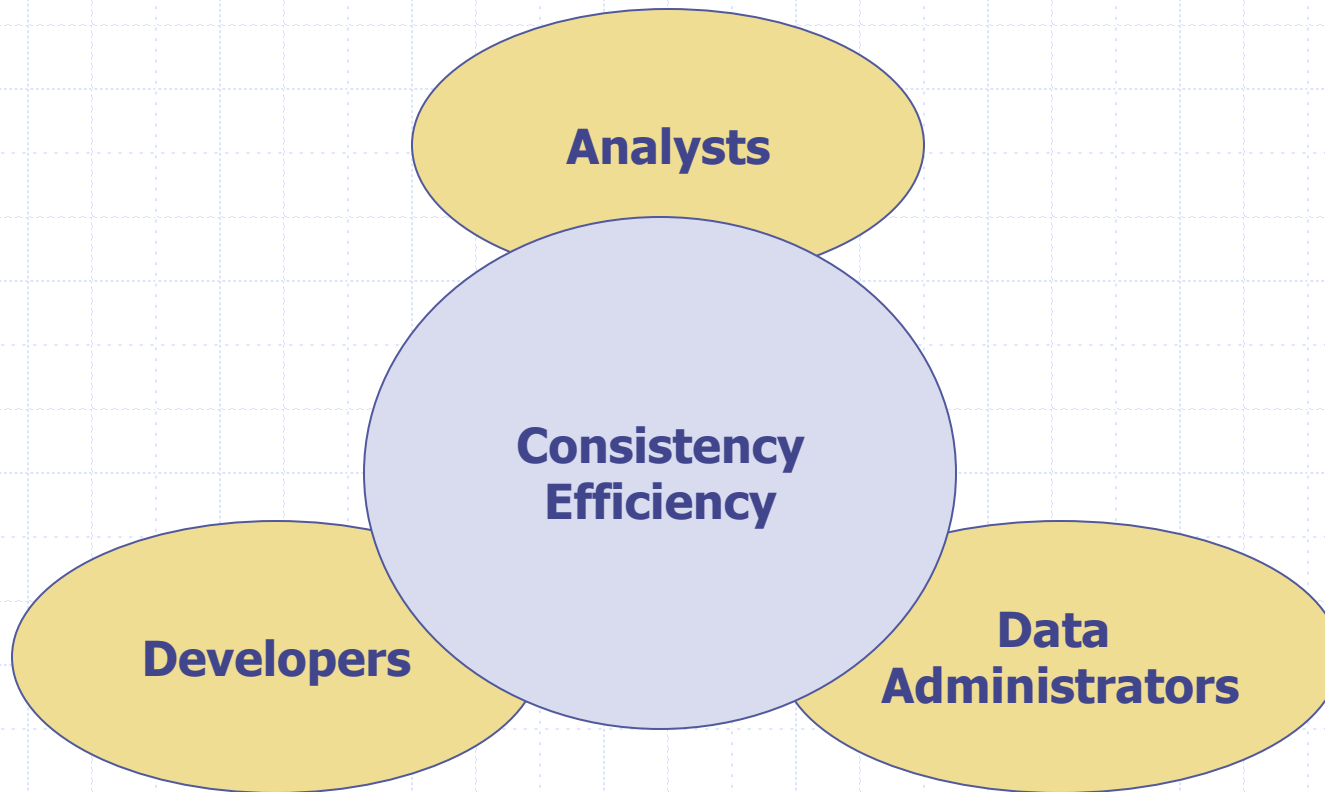 Analysts
Consistency
Efficiency
Developers
Data
Administrators